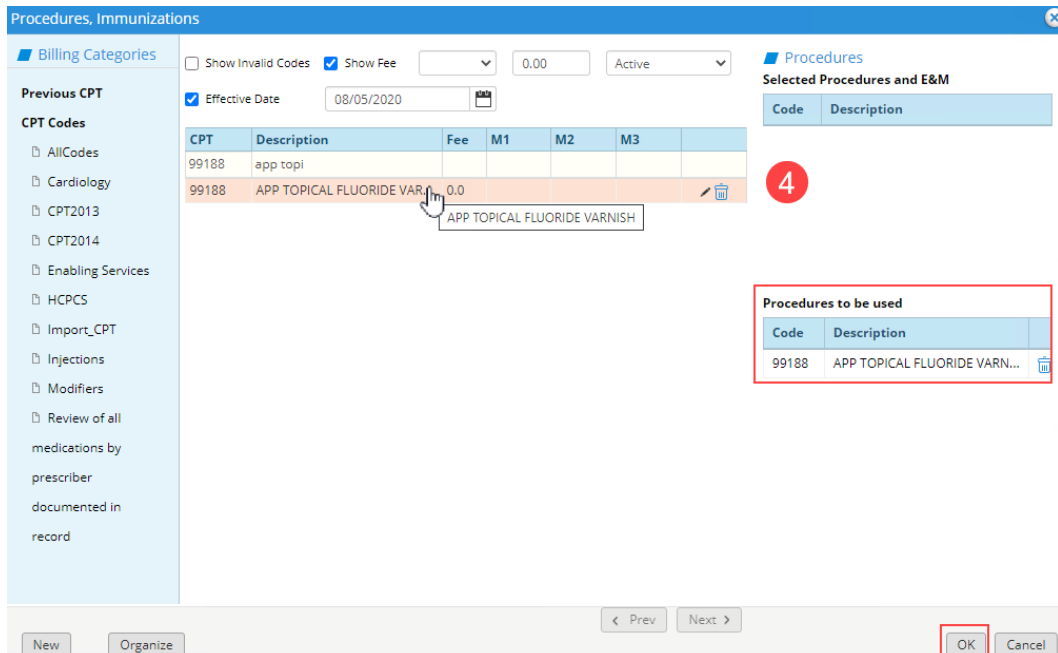 Procedures, Immunizations
Billing Categories
Previous CPT
CPT Codes
AllCodes
Cardiology
CPT2013
CPT2014
Enabling Services
HCPCS
Import_CPT
Injections
Modifiers
Review of all
medications by
prescriber
documented in
record
Show Invalid Codes Show Fee 0.00 Active
Effective Date 08/05/2020
CPT Description Fee M1 M2 M3
99188 app topi
99188 APP TOPICAL FLUORIDE VAR... 0.0
APP TOPICAL FLUORIDE VARNISH
Procedures
Selected Procedures and E&M
Code Description
4
Procedures to be used
Code Description
99188 APP TOPICAL FLUORIDE VARN...
< Prev Next >
New Organize OK Cancel